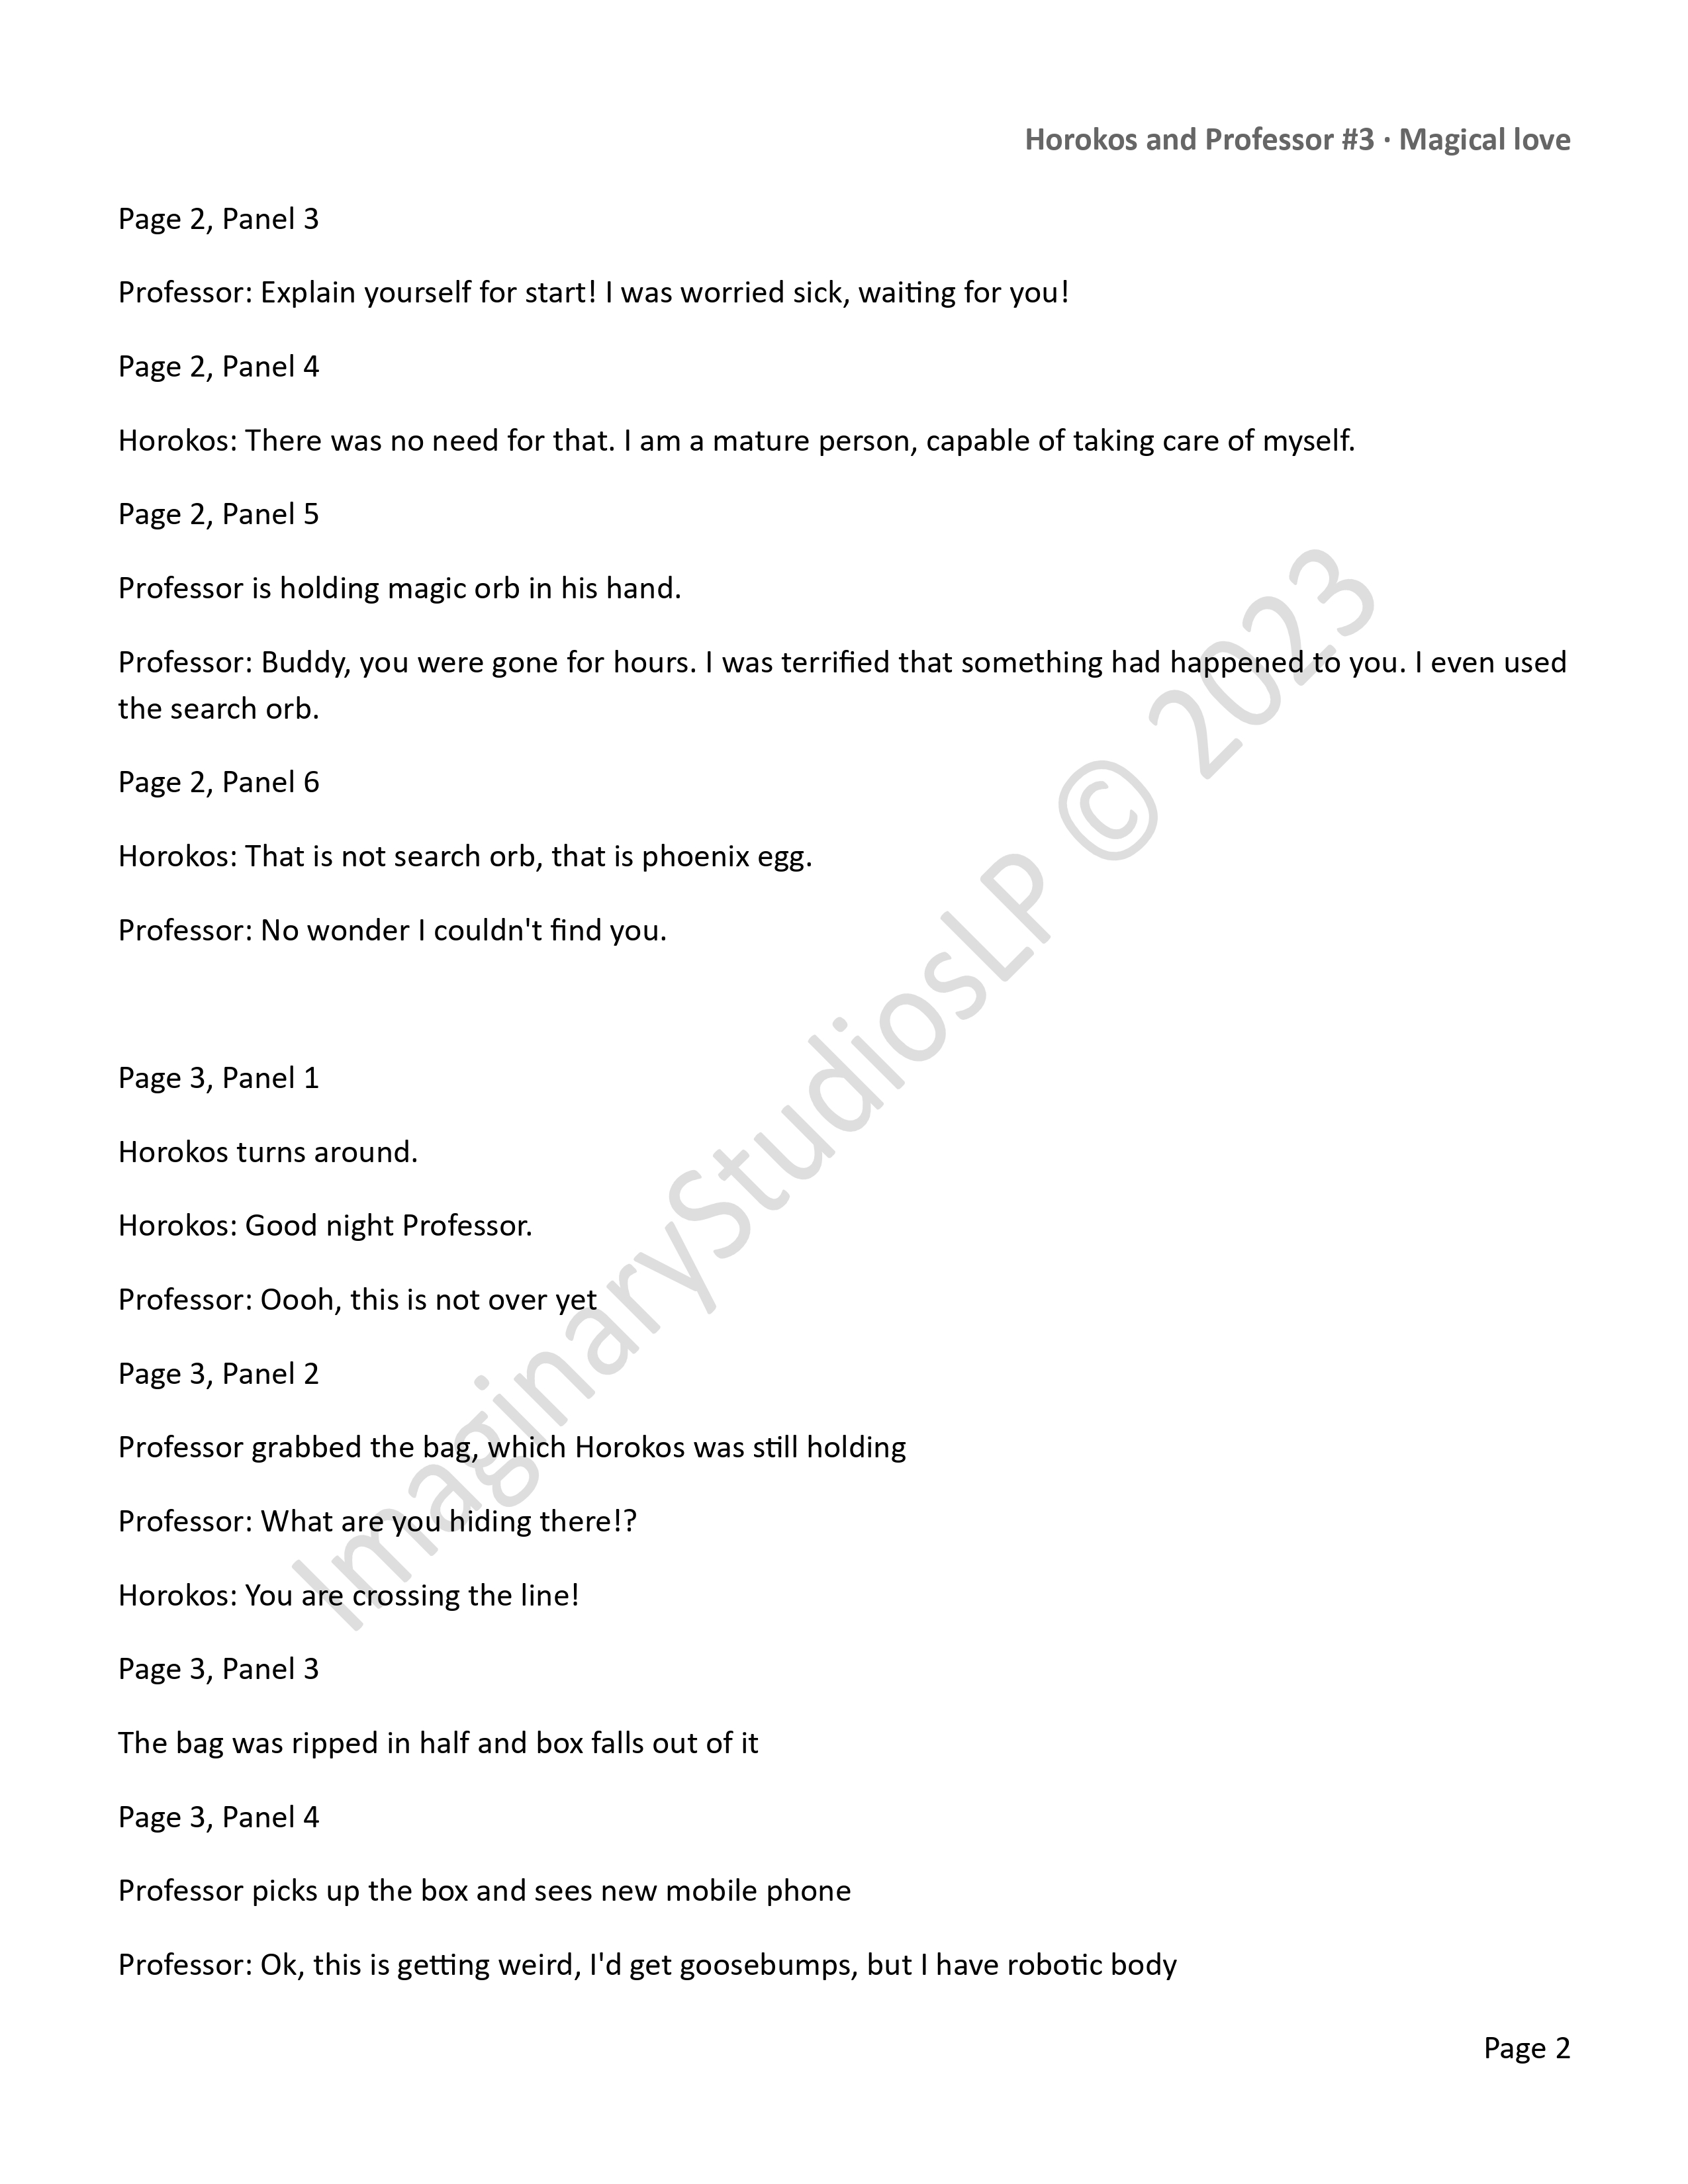 Horokos and Professor #3 · Magical love
Page 2, Panel 3
Professor: Explain yourself for start! I was worried sick, waiting for you!
Page 2, Panel 4
Horokos: There was no need for that. I am a mature person, capable of taking care of myself.
Page 2, Panel 5
Professor is holding magic orb in his hand.
Professor: Buddy, you were gone for hours. I was terrified that something had happened to you. I even used
the search orb.
Page 2, Panel 6
Horokos: That is not search orb, that is phoenix egg.
Professor: No wonder I couldn't find you.
Page 3, Panel 1
Horokos turns around.
Horokos: Good night Professor.
Professor: Oooh, this is not over yet
Page 3, Panel 2
Professor grabbed the bag, which Horokos was still holding
Professor: What are you hiding there!?
Horokos: You are crossing the line!
Page 3, Panel 3
The bag was ripped in half and box falls out of it
Page 3, Panel 4
Professor picks up the box and sees new mobile phone
Professor: Ok, this is getting weird, I'd get goosebumps, but I have robotic body
Page 2
ImaginaryStudiosLP © 2023